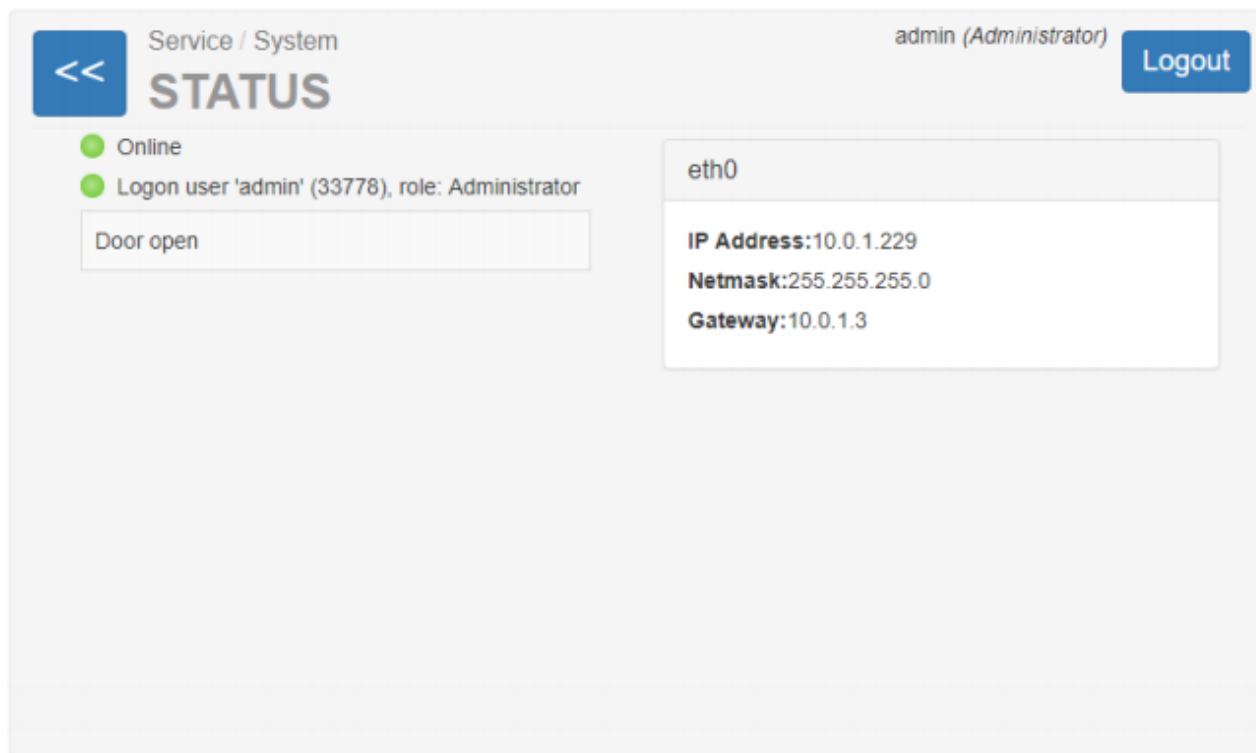 <<
Service / System
STATUS
admin (Administrator)
Logout
Online
Logon user 'admin' (33778), role: Administrator
Door open
eth0
IP Address:10.0.1.229
Netmask:255.255.255.0
Gateway:10.0.1.3